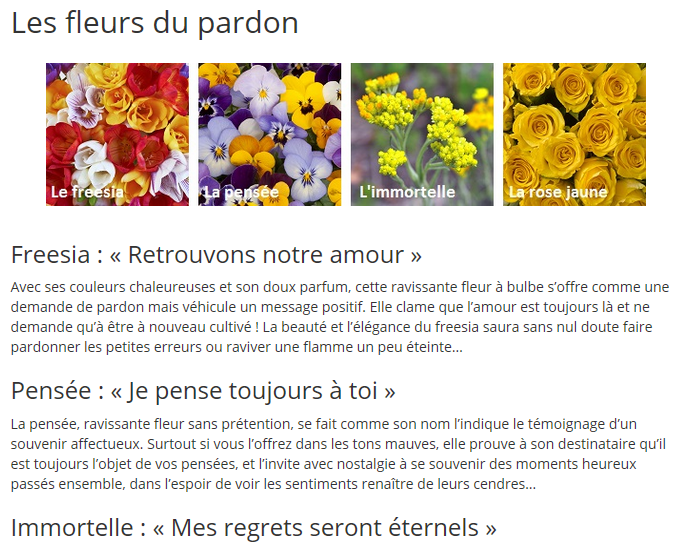 Les fleurs du pardon
Le freesia
La pensée
L'immortelle
La rose jaune
Freesia : « Retrouvons notre amour »
Avec ses couleurs chaleureuses et son doux parfum, cette ravissante fleur à bulbe s’offre comme une
demande de pardon mais véhicule un message positif. Elle clame que l’amour est toujours là et ne
demande qu’à être à nouveau cultivé ! La beauté et l’élégance du freesia saura sans nul doute faire
pardonner les petites erreurs ou raviver une flamme un peu éteinte…
Pensée : « Je pense toujours à toi »
La pensée, ravissante fleur sans prétention, se fait comme son nom l’indique le témoignage d’un
souvenir affectueux. Surtout si vous l’offrez dans les tons mauves, elle prouve à son destinataire qu’il
est toujours l’objet de vos pensées, et l’invite avec nostalgie à se souvenir des moments heureux
passés ensemble, dans l’espoir de voir les sentiments renaître de leurs cendres…
Immortelle : « Mes regrets seront éternels »